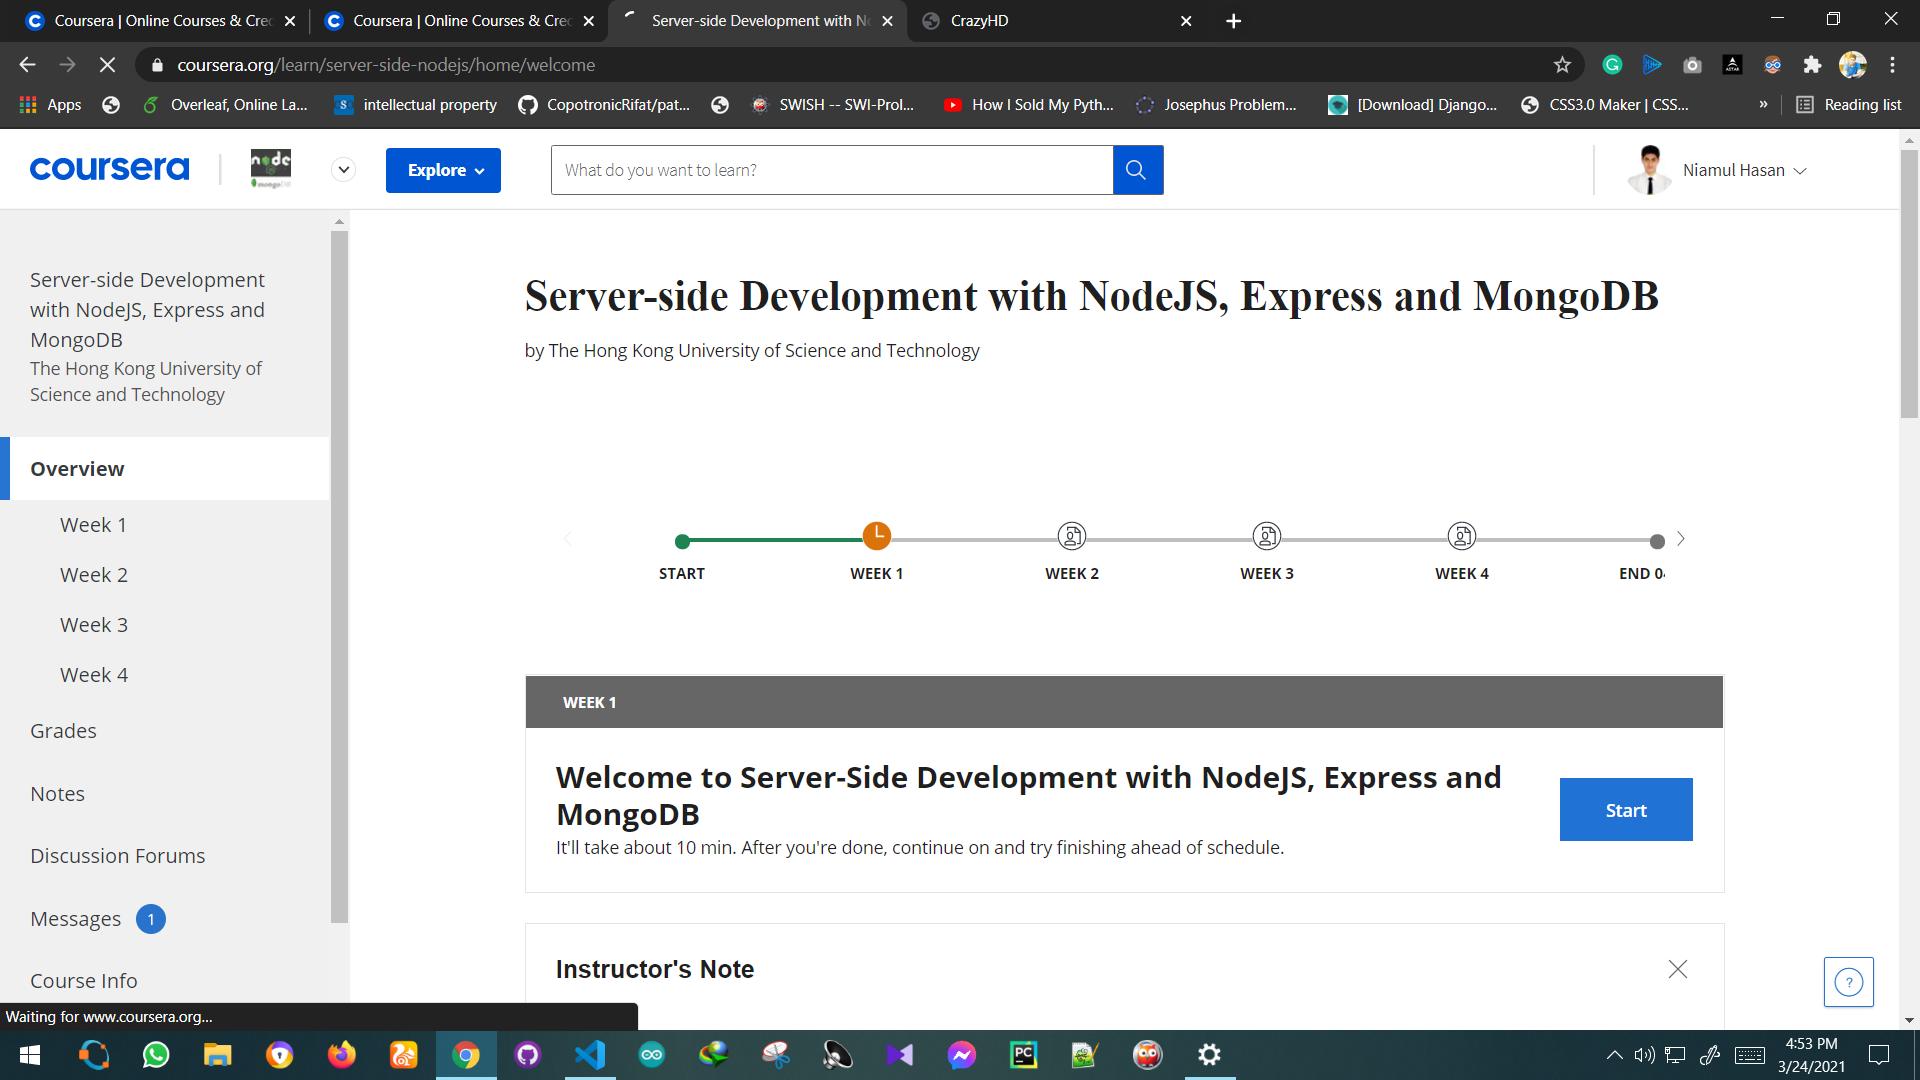 Coursera | Online Courses & Cre
Coursera | Online Courses & Cre
Server-side Development with N
CrazyHD
coursera.org/learn/server-side-nodejs/home/welcome
Apps
Overleaf, Online La...
intellectual property
CopotronicRifat/pat...
SWISH -- SWI-Prol...
How I Sold My Pyth...
Josephus Problem...
[Download] Django...
CSS3.0 Maker | CSS...
»
Reading list
coursera
node
Explore
What do you want to learn?
Niamul Hasan
Server-side Development
with NodeJS, Express and
MongoDB
The Hong Kong University of
Science and Technology
Overview
Week 1
Week 2
Week 3
Week 4
Grades
Notes
Discussion Forums
Messages 1
Course Info
Server-side Development with NodeJS, Express and MongoDB
by The Hong Kong University of Science and Technology
START
WEEK 1
WEEK 2
WEEK 3
WEEK 4
END 0
WEEK 1
Welcome to Server-Side Development with NodeJS, Express and
MongoDB
It'll take about 10 min. After you're done, continue on and try finishing ahead of schedule.
Start
Instructor's Note
?
Waiting for www.coursera.org...
PC
4:53 PM
3/24/2021